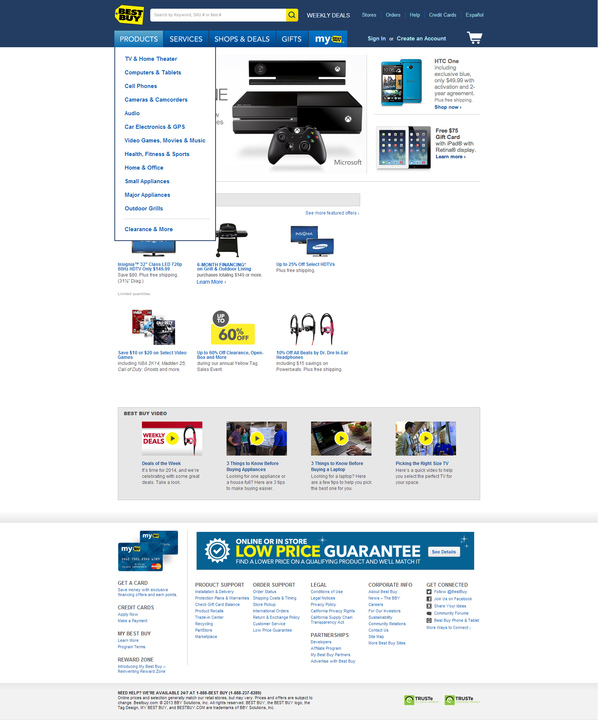 BEST BUY
Search by Keyword, SKU # or Item #
WEEKLY DEALS
Stores
Orders
Help
Credit Cards
Español
PRODUCTS
SERVICES
SHOPS & DEALS
GIFTS
my BEST BUY
Sign In or Create an Account
TV & Home Theater
Computers & Tablets
Cell Phones
Cameras & Camcorders
Audio
Car Electronics & GPS
Video Games, Movies & Music
Health, Fitness & Sports
Home & Office
Small Appliances
Major Appliances
Outdoor Grills
Clearance & More
Microsoft
HTC One
including
exclusive blue,
only $49.99 with
activation and 2-
year agreement.
Plus free shipping.
Shop now ›
Free $75
Gift Card
with iPad® with
Retina® display.
Learn more ›
See more featured offers ›
Insignia™ 32" Class LED 720p
60Hz HDTV Only $149.99
Save $80. Plus free shipping.
(31½" Diag.)
Limited quantities.
6-MONTH FINANCING*
on Grill & Outdoor Living
purchases totaling $149 or more.
Learn More ›
Up to 25% Off Select HDTVs
Plus free shipping.
Save $10 or $20 on Select Video
Games
including NBA 2K14, Madden 25,
Call of Duty: Ghosts and more.
UP TO
60% OFF
Up to 60% Off Clearance, Open-
Box and More
during our annual Yellow Tag
Sales Event.
10% Off All Beats by Dr. Dre In-Ear
Headphones
including $15 savings on
Powerbeats. Plus free shipping.
BEST BUY VIDEO
WEEKLY
DEALS
Deals of the Week
It's time for 2014, and we're
celebrating with some great
deals. Take a look.
3 Things to Know Before
Buying Appliances
Looking for one appliance or
a house full? Here are 3 tips
to make buying easier.
3 Things to Know Before
Buying a Laptop
Looking for a laptop? Here
are a few tips to help you pick
the best one for you.
Picking the Right Size TV
Here's a quick video to help
you select the perfect TV for
your space.
ONLINE OR IN STORE
LOW PRICE GUARANTEE
FIND A LOWER PRICE ON A QUALIFYING PRODUCT AND WE'LL MATCH IT
See Details
GET A CARD
Save money with exclusive
financing offers and earn points.
CREDIT CARDS
Apply Now
Make a Payment
MY BEST BUY
Learn More
Program Terms
REWARD ZONE
Introducing My Best Buy –
Reinventing Reward Zone
PRODUCT SUPPORT
Installation & Delivery
Protection Plans & Warranties
Check Gift Card Balance
Product Recalls
Trade-in Center
Recycling
PartStore
Marketplace
ORDER SUPPORT
Order Status
Shipping Costs & Timing
Store Pickup
International Orders
Return & Exchange Policy
Customer Service
Low Price Guarantee
LEGAL
Conditions of Use
Legal Notices
Privacy Policy
California Privacy Rights
California Supply Chain
Transparency Act
PARTNERSHIPS
Developers
Affiliate Program
My Best Buy Partners
Advertise with Best Buy
CORPORATE INFO
About Best Buy
News – The BBY
Careers
For Our Investors
Sustainability
Community Relations
Contact Us
Site Map
More Best Buy Sites
GET CONNECTED
Follow @BestBuy
Join Us on Facebook
Share Your Ideas
Community Forums
Best Buy Phone & Tablet
More Ways to Connect ›
NEED HELP? WE'RE AVAILABLE 24/7 AT 1-888-BEST BUY (1-888-237-8289)
Online prices and selection generally match our retail stores, but may vary. Prices and offers are subject to
change. Bestbuy.com © 2013 BBY Solutions, Inc. All rights reserved. BEST BUY, the BEST BUY logo, the
Tag Design, MY BEST BUY, and BESTBUY.COM are trademarks of BBY Solutions, Inc.
TRUSTe
TRUSTe